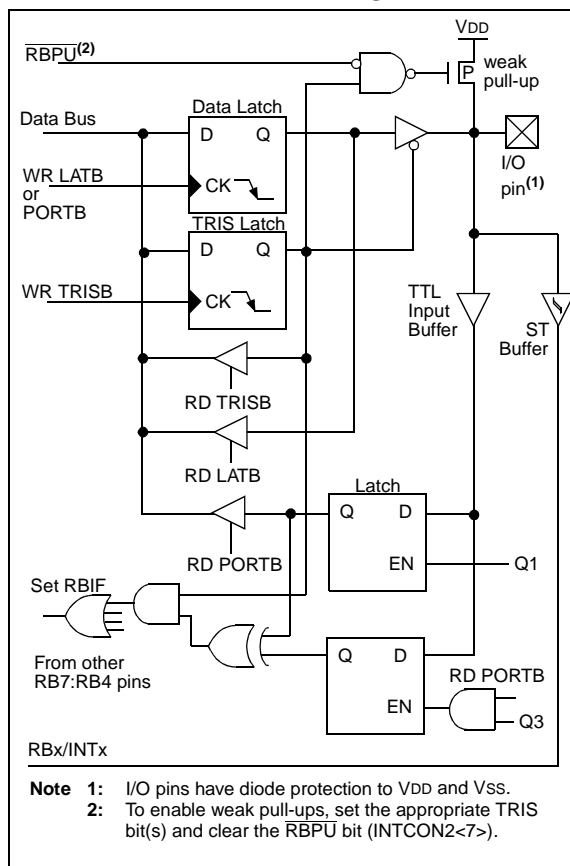 VDD
RBPU(2)
P
weak
pull-up
Data Latch
Data Bus
D Q
I/O
pin(1)
WR LATB
or
PORTB
CK
TRIS Latch
D Q
WR TRISB
CK
TTL
Input
Buffer
ST
Buffer
RD TRISB
RD LATB
Latch
Q D
RD PORTB
EN
Q1
Set RBIF
Q D
RD PORTB
From other
RB7:RB4 pins
EN
Q3
RBx/INTx
Note 1: I/O pins have diode protection to VDD and VSS.
2: To enable weak pull-ups, set the appropriate TRIS
bit(s) and clear the RBPU bit (INTCON2<7>).